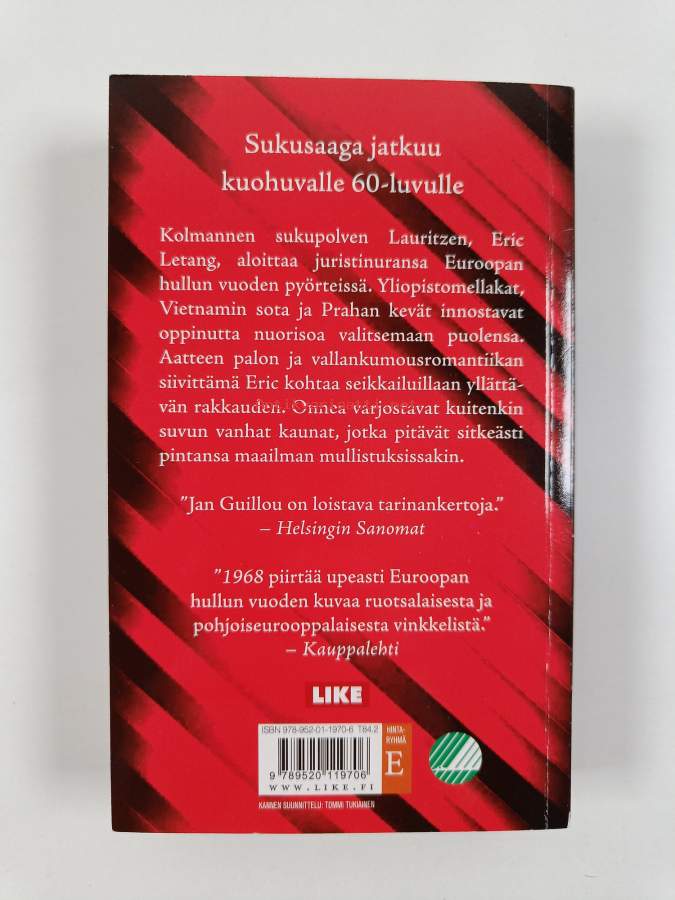 Sukusaaga jatkuu
kuohuvalle 60-luvulle
Kolmannen sukupolven Lauritzen, Eric
Letang, aloittaa juristinuransa Euroopan
hullun vuoden pyörteissä. Yliopistomellakat,
Vietnamin sota ja Prahan kevät innostavat
oppinutta nuorisoa valitsemaan puolensa.
Aatteen palon ja vallankumousromantiikan
siivittämä Eric kohtaa seikkailuillaan yllättä-
vän rakkauden. Onnea varjostavat kuitenkin
suvun vanhat kaunat, jotka pitävät sitkeästi
pintansa maailman mullistuksissakin.
”Jan Guillou on loistava tarinankertoja.”
– Helsingin Sanomat
”1968 piirtää upeasti Euroopan
hullun vuoden kuvaa ruotsalaisesta ja
pohjoiseurooppalaisesta vinkkelistä.”
– Kauppalehti
LIKE
ISBN 978-952-01-1970-6 T84.2
HINTA-
RYHMÄ
E
9 789520 119706
WWW.LIKE.FI
KANNEN SUUNNITTELU: TOMMI TUKIAINEN